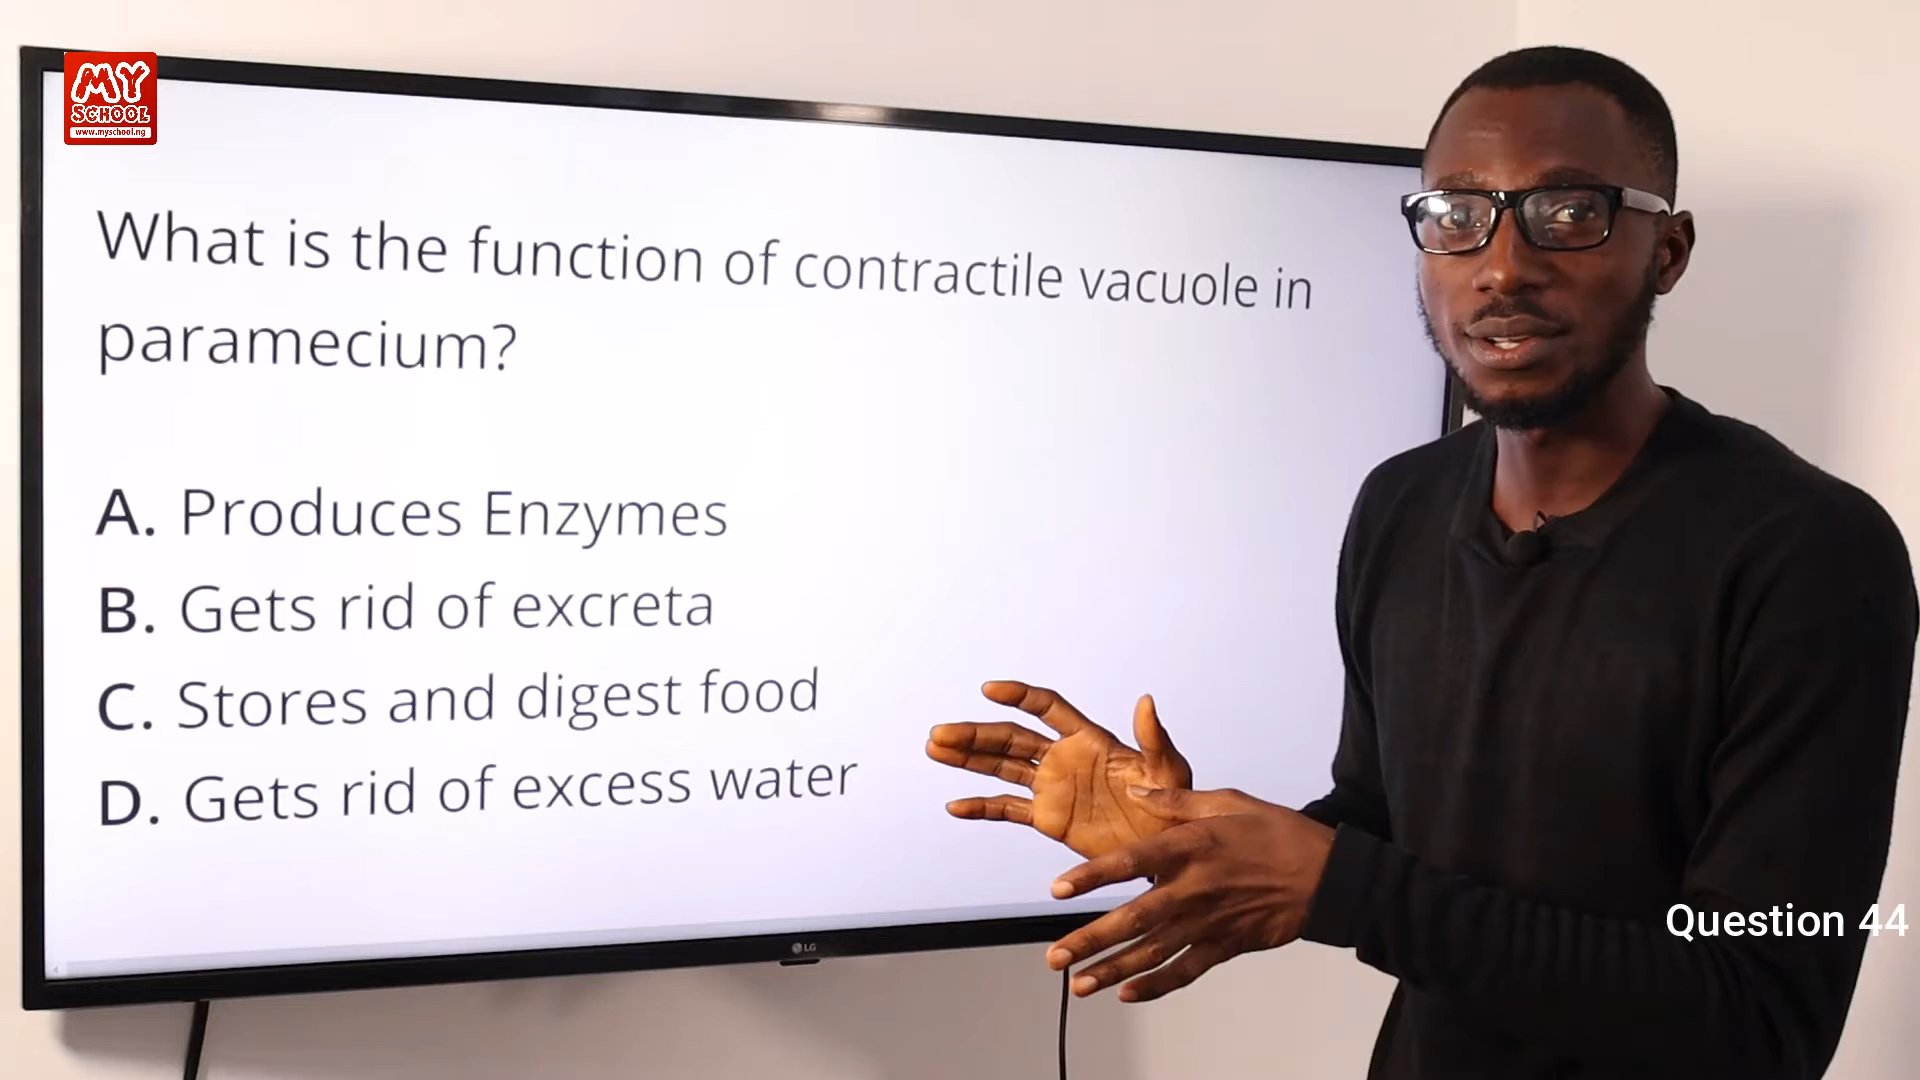 MY
SCHOOL
www.myschool.ng
What is the function of contractile vacuole in
paramecium?
A. Produces Enzymes
B. Gets rid of excreta
C. Stores and digest food
D. Gets rid of excess water
LG
Question 44